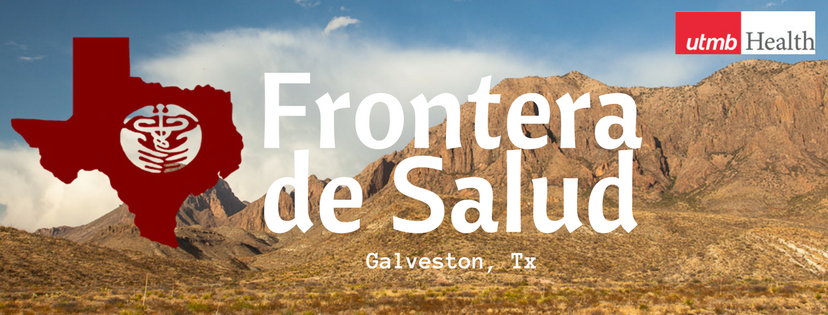 utmb Health
Frontera
de Salud
Galveston, Tx